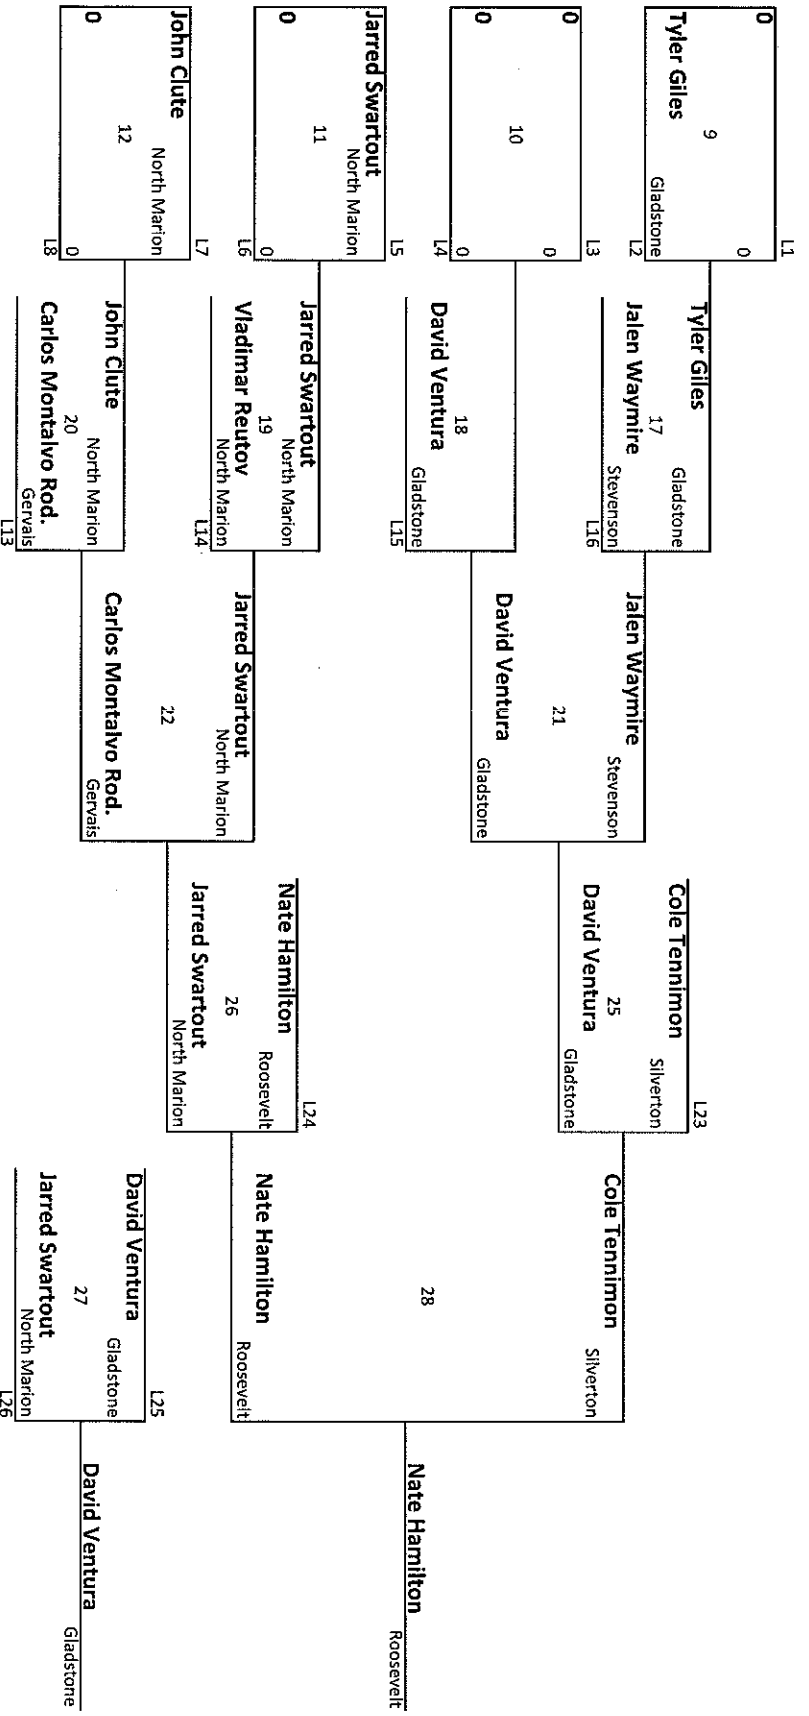 L1
0
0
9
Tyler Giles
Gladstone
L2
L3
0
0
10
0
0
L4
L5
Jarred Swartout
North Marion
11
0
0
L6
L7
John Clute
North Marion
12
0
0
L8
Tyler Giles
Gladstone
17
Jalen Waymire
Stevenson
L16
18
David Ventura
Gladstone
L15
Jarred Swartout
North Marion
19
Vladimar Reutov
North Marion
L14
John Clute
North Marion
20
Carlos Montalvo Rod.
Gervais
L13
Jalen Waymire
Stevenson
21
David Ventura
Gladstone
Jarred Swartout
North Marion
22
Carlos Montalvo Rod.
Gervais
L23
Cole Tennimon
Silverton
25
David Ventura
Gladstone
L24
Nate Hamilton
Roosevelt
26
Jarred Swartout
North Marion
Cole Tennimon
Silverton
28
Nate Hamilton
Roosevelt
L25
David Ventura
Gladstone
27
Jarred Swartout
North Marion
L26
Nate Hamilton
Roosevelt
David Ventura
Gladstone